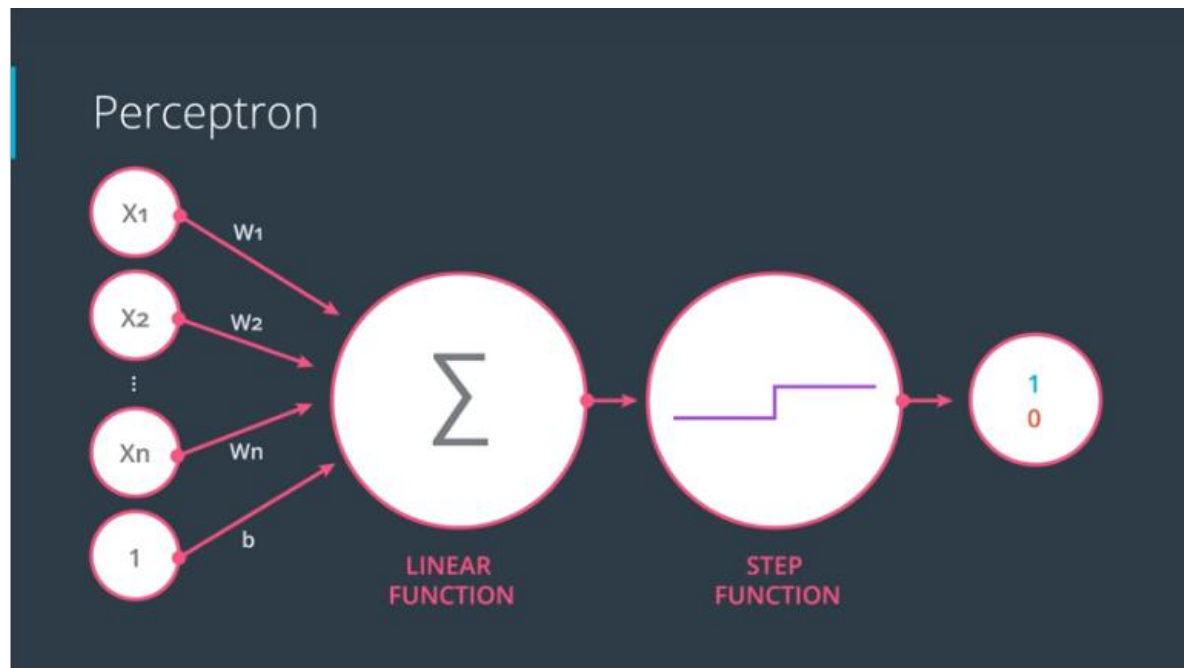 Perceptron
X1
W1
X2
W2
⋮
Xn
Wn
1
b
∑
LINEAR
FUNCTION
STEP
FUNCTION
1
0